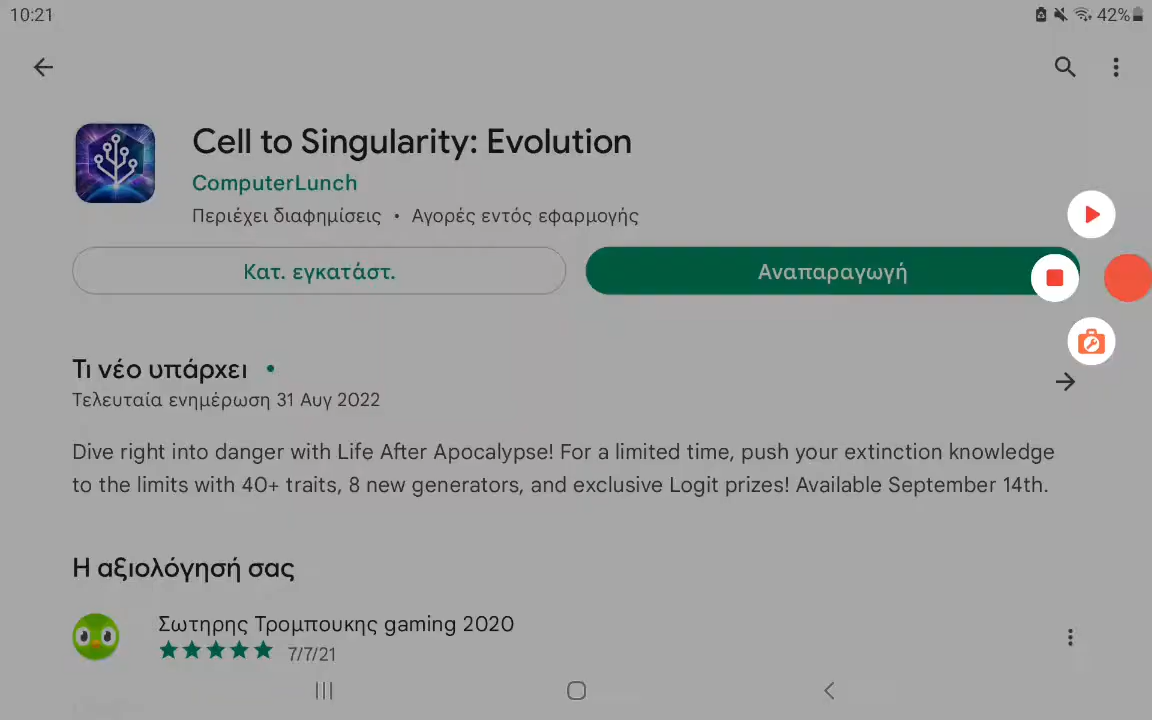 10:21
42%
Cell to Singularity: Evolution
ComputerLunch
Περιέχει διαφημίσεις • Αγορές εντός εφαρμογής
Κατ. εγκατάστ.
Αναπαραγωγή
Τι νέο υπάρχει
Τελευταία ενημέρωση 31 Αυγ 2022
Dive right into danger with Life After Apocalypse! For a limited time, push your extinction knowledge
to the limits with 40+ traits, 8 new generators, and exclusive Logit prizes! Available September 14th.
Η αξιολόγησή σας
Σωτηρης Τρομπουκης gaming 2020
7/7/21